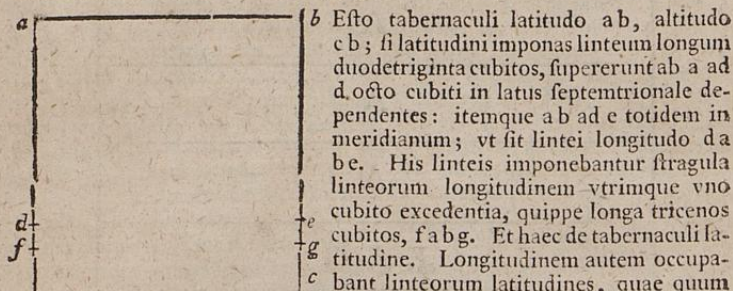 a
b
Eſto tabernaculi latitudo a b, altitudo
c b; ſi latitudini imponas linteum longum
duodetriginta cubitos, ſupererunt ab a ad
d octo cubiti in latus ſeptemtrionale de-
pendentes: itemque a b ad e totidem in
meridianum; vt ſit lintei longitudo d a
b e. His linteis imponebantur ſtragula
linteorum longitudinem vtrimque vno
cubito excedentia, quippe longa tricenos
cubitos, f a b g. Et haec de tabernaculi la-
titudine. Longitudinem autem occupa-
bant linteorum latitudines, quae quum
d
e
f
g
c